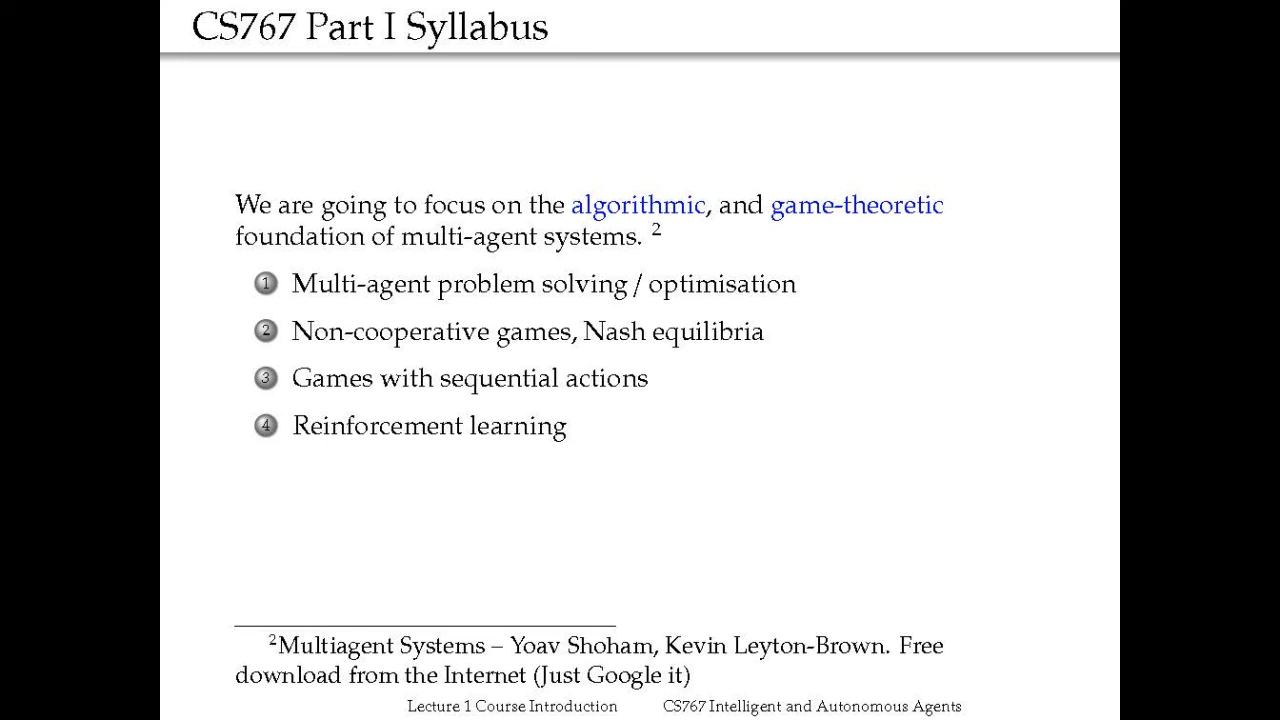 CS767 Part I Syllabus
We are going to focus on the algorithmic, and game-theoretic
foundation of multi-agent systems. 2
1 Multi-agent problem solving / optimisation
2 Non-cooperative games, Nash equilibria
3 Games with sequential actions
4 Reinforcement learning
2Multiagent Systems – Yoav Shoham, Kevin Leyton-Brown. Free
download from the Internet (Just Google it)
Lecture 1 Course Introduction CS767 Intelligent and Autonomous Agents